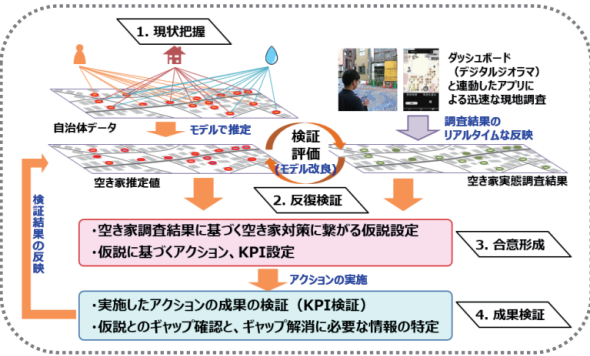 1. 現状把握
ダッシュボード
（デジタルジオラマ）
と連動したアプリ
による迅速な現地調査
自治体データ
モデルで推定
検証
評価
(モデル改良)
調査結果の
リアルタイムな反映
空き家推定値
空き家実態調査結果
2. 反復検証
検証結果の反映
・空き家調査結果に基づく空き家対策に繋がる仮説設定
・仮説に基づくアクション、KPI設定
3. 合意形成
アクションの実施
・実施したアクションの成果の検証（KPI検証）
・仮説とのギャップ確認と、ギャップ解消に必要な情報の特定
4. 成果検証